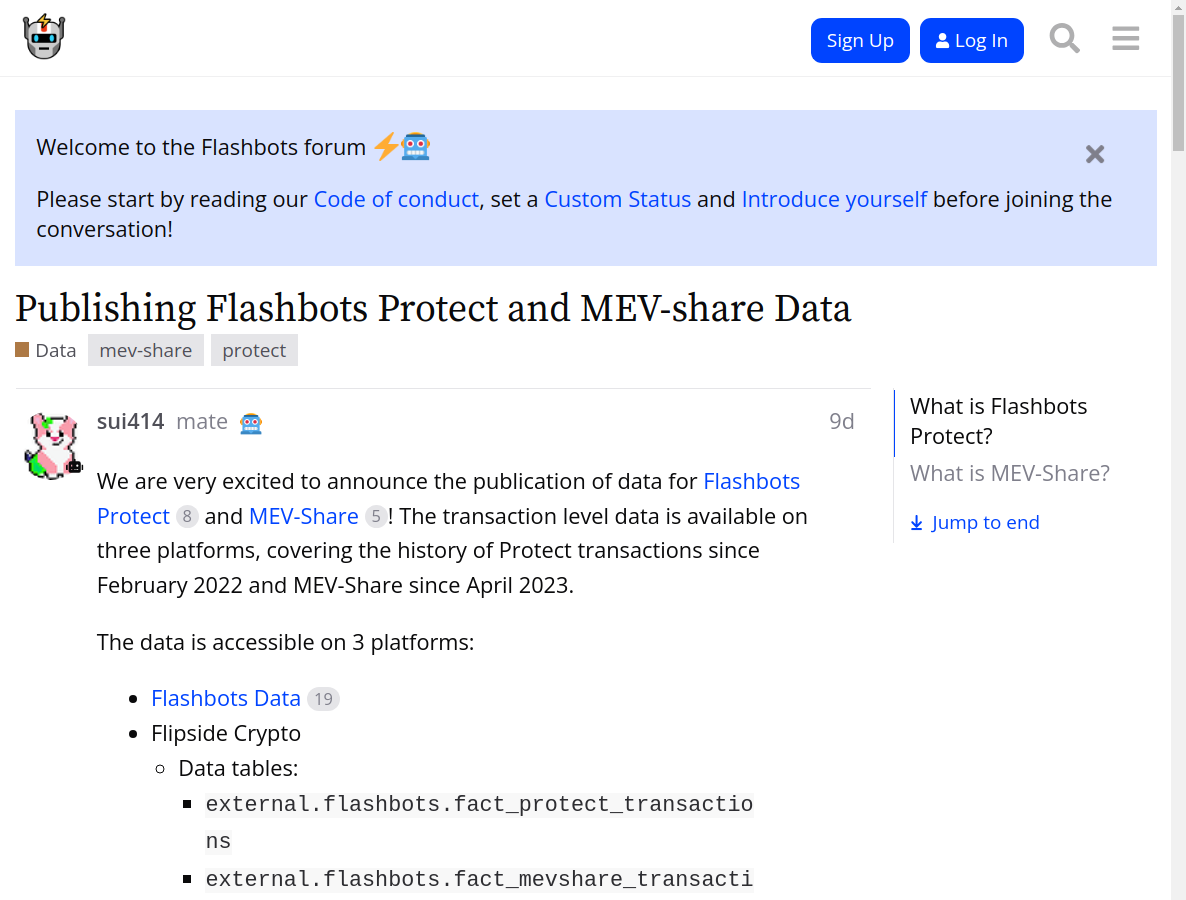 Sign Up
Log In
Welcome to the Flashbots forum
Please start by reading our Code of conduct, set a Custom Status and Introduce yourself before joining the
conversation!
Publishing Flashbots Protect and MEV-share Data
Data mev-share protect
sui414 mate 9d
We are very excited to announce the publication of data for Flashbots
Protect 8 and MEV-Share 5! The transaction level data is available on
three platforms, covering the history of Protect transactions since
February 2022 and MEV-Share since April 2023.
The data is accessible on 3 platforms:
Flashbots Data 19
Flipside Crypto
Data tables:
external.flashbots.fact_protect_transactio
ns
external.flashbots.fact_mevshare_transacti
What is Flashbots
Protect?
What is MEV-Share?
Jump to end